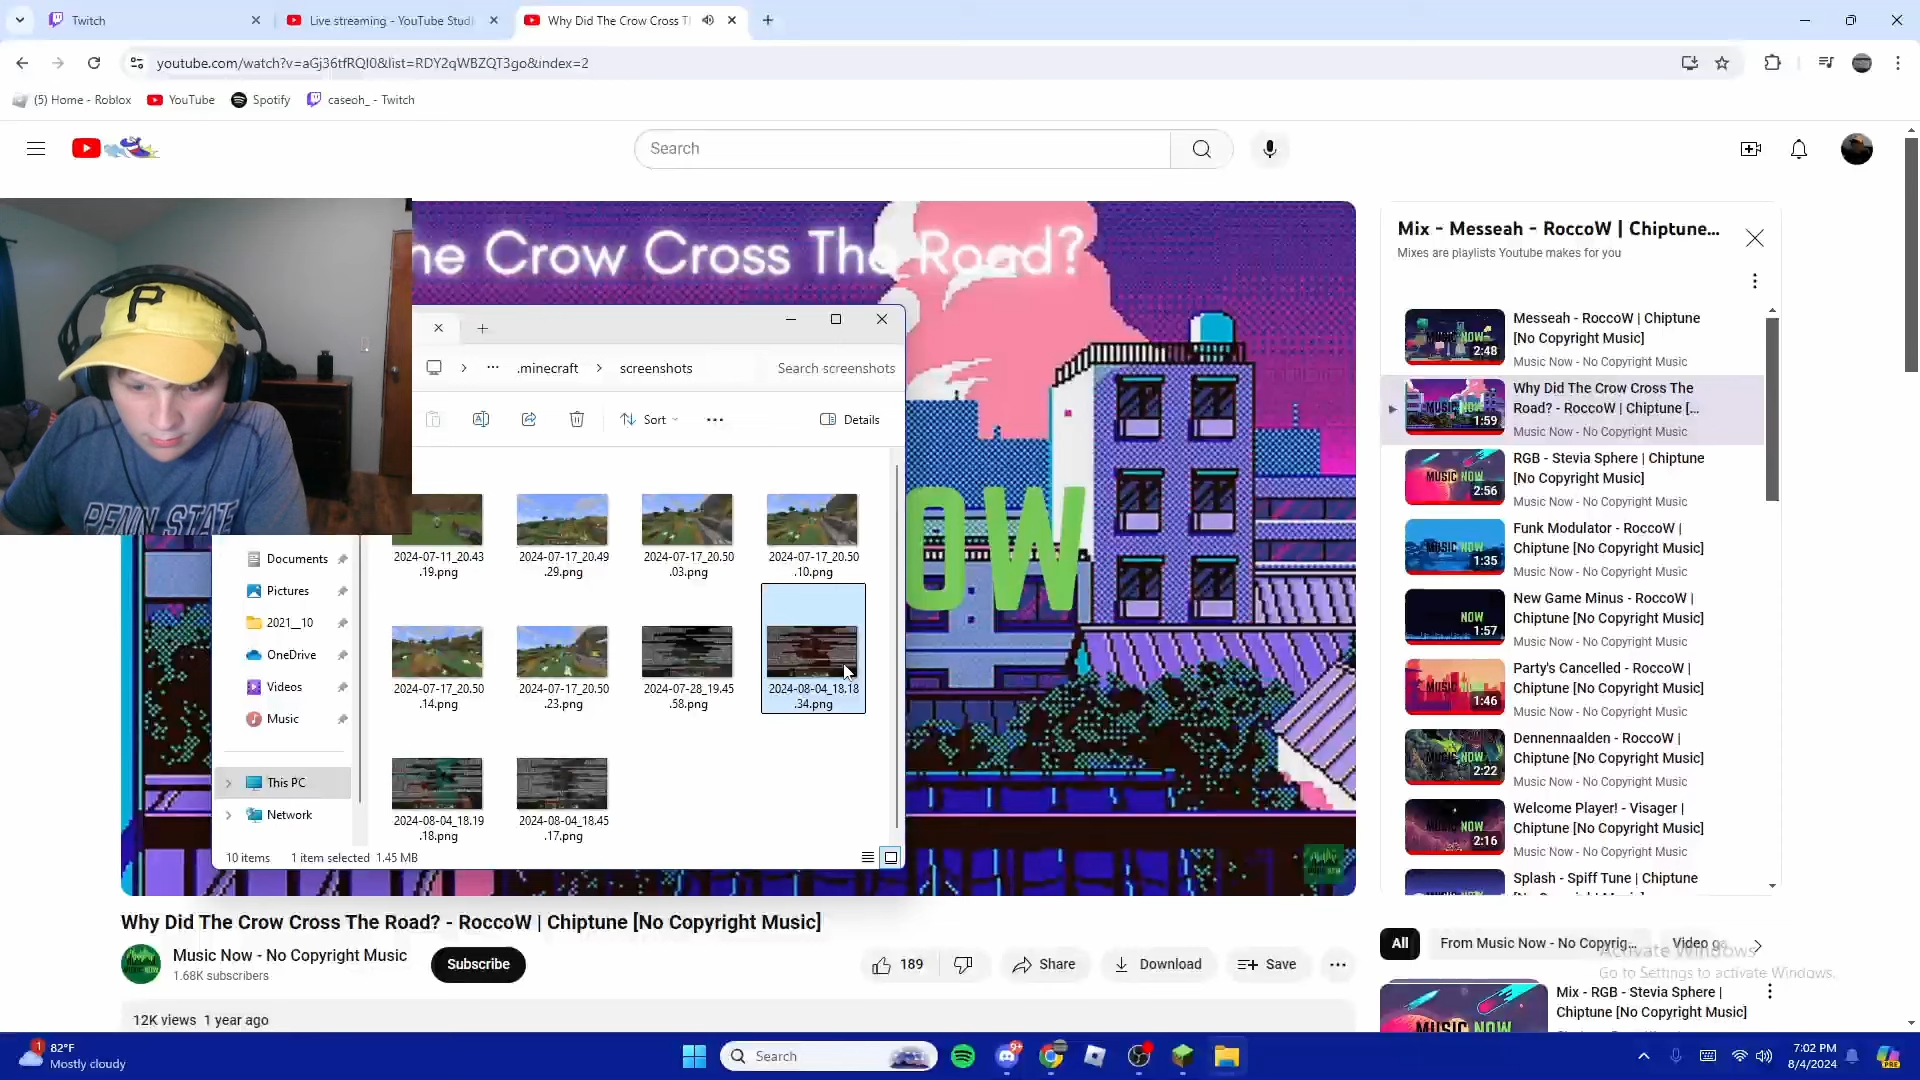 Twitch
Live streaming - YouTube Studi
Why Did The Crow Cross T
youtube.com/watch?v=aGj36tfRQI0&list=RDY2qWBZQT3go&index=2
(5) Home - Roblox
YouTube
Spotify
caseoh_ - Twitch
Search
he Crow Cross The Road?
P
PENN STATE
OW
.minecraft
screenshots
Search screenshots
Sort
Details
2024-07-11_20.43
.19.png
2024-07-17_20.49
.29.png
2024-07-17_20.50
.03.png
2024-07-17_20.50
.10.png
Documents
Pictures
2021__10
OneDrive
Videos
Music
This PC
Network
2024-07-17_20.50
.14.png
2024-07-17_20.50
.23.png
2024-07-28_19.45
.58.png
2024-08-04_18.18
.34.png
2024-08-04_18.19
.18.png
2024-08-04_18.45
.17.png
10 items
1 item selected 1.45 MB
Mix - Messeah - RoccoW | Chiptune...
Mixes are playlists Youtube makes for you
Messeah - RoccoW | Chiptune
[No Copyright Music]
Music Now - No Copyright Music
2:48
Why Did The Crow Cross The
Road? - RoccoW | Chiptune [...
Music Now - No Copyright Music
1:59
RGB - Stevia Sphere | Chiptune
[No Copyright Music]
Music Now - No Copyright Music
2:56
Funk Modulator - RoccoW |
Chiptune [No Copyright Music]
Music Now - No Copyright Music
1:35
New Game Minus - RoccoW |
Chiptune [No Copyright Music]
Music Now - No Copyright Music
1:57
Party's Cancelled - RoccoW |
Chiptune [No Copyright Music]
Music Now - No Copyright Music
1:46
Dennennaalden - RoccoW |
Chiptune [No Copyright Music]
Music Now - No Copyright Music
2:22
Welcome Player! - Visager |
Chiptune [No Copyright Music]
Music Now - No Copyright Music
2:16
Splash - Spiff Tune | Chiptune
[No Copyright Music]
Why Did The Crow Cross The Road? - RoccoW | Chiptune [No Copyright Music]
Music Now - No Copyright Music
1.68K subscribers
Subscribe
189
Share
Download
Save
12K views 1 year ago
All
From Music Now - No Copyrig...
Video g
Activate Windows
Go to Settings to activate Windows.
Mix - RGB - Stevia Sphere |
Chiptune [No Copyright Music]
MUSIC NOW
1
82°F
Mostly cloudy
Search
9+
7:02 PM
8/4/2024
PRE